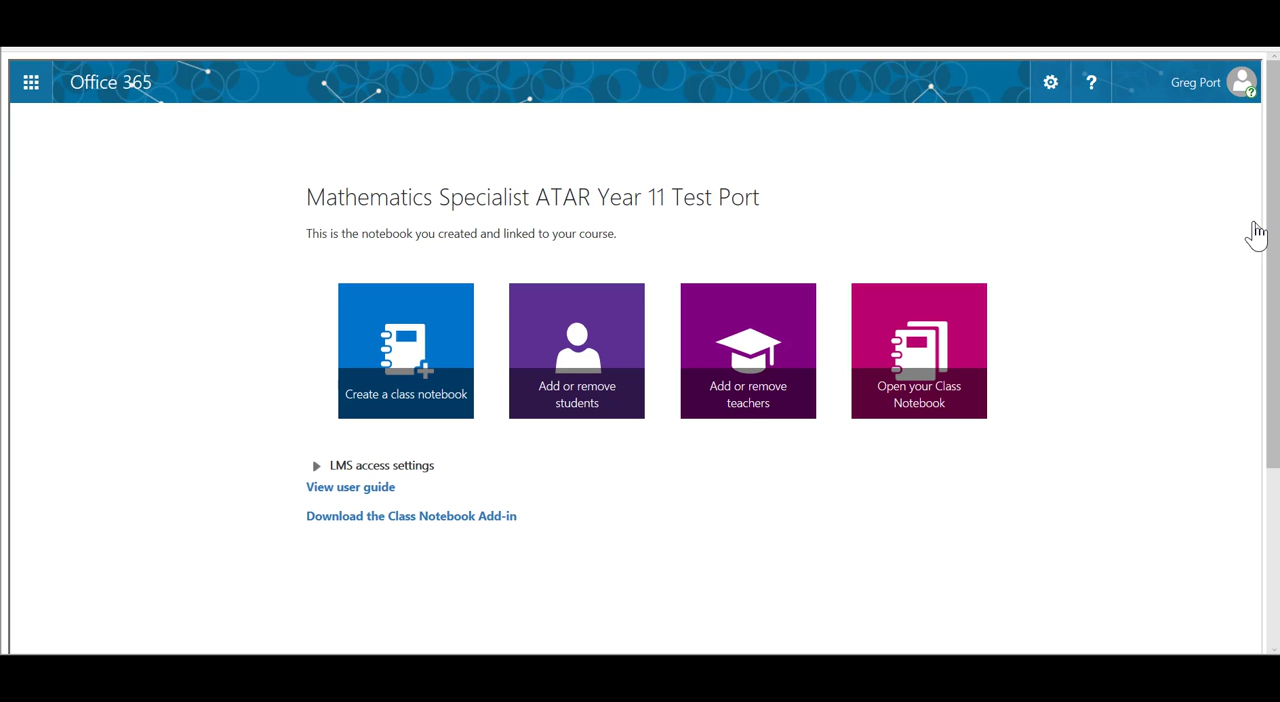 Office 365
?
Greg Port
?
Mathematics Specialist ATAR Year 11 Test Port
This is the notebook you created and linked to your course.
Create a class notebook
Add or remove
students
Add or remove
teachers
Open your Class
Notebook
LMS access settings
View user guide
Download the Class Notebook Add-in